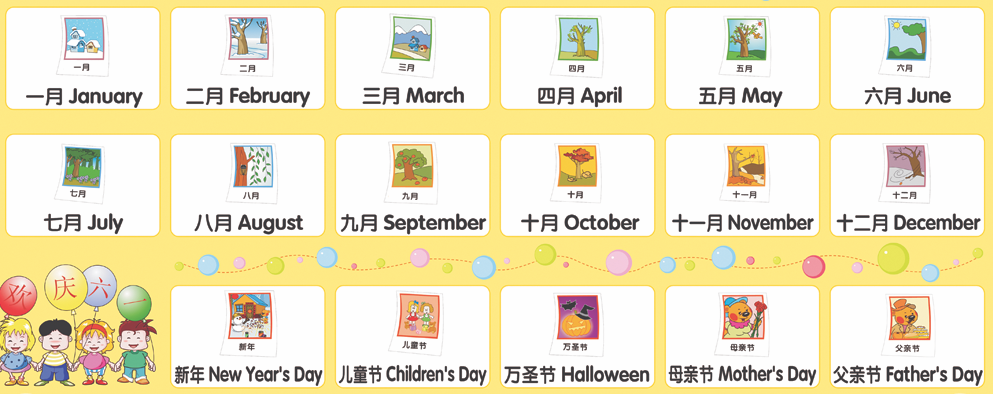 一月
一月 January
二月
二月 February
三月
三月 March
四月
四月 April
五月
五月 May
六月
六月 June
七月
七月 July
八月
八月 August
九月
九月 September
十月
十月 October
十一月
十一月 November
十二月
十二月 December
欢庆六一
新年
新年 New Year's Day
儿童节
儿童节 Children's Day
万圣节
万圣节 Halloween
母亲节
母亲节 Mother's Day
父亲节
父亲节 Father's Day